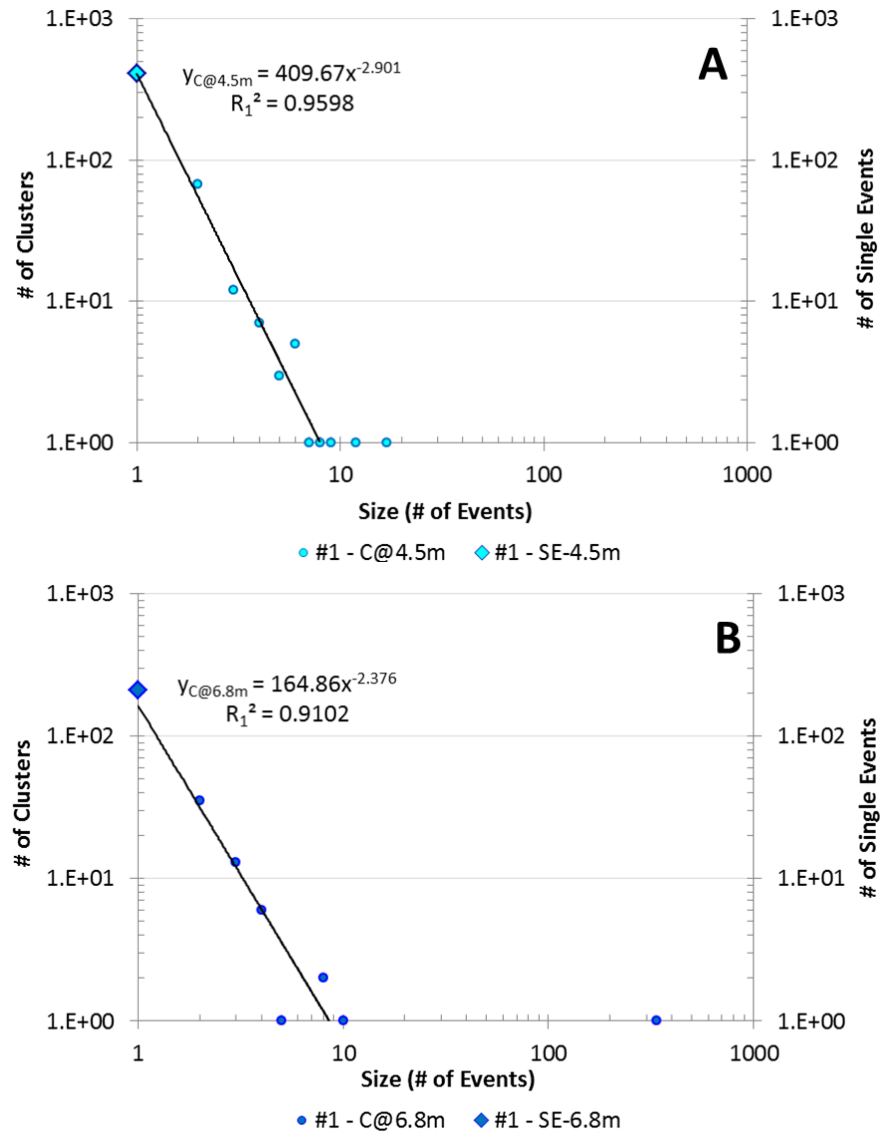 A
y_C@4.5m = 409.67x^-2.901
R₁² = 0.9598
1.E+03
1.E+02
1.E+01
1.E+00
# of Clusters
1.E+03
1.E+02
1.E+01
1.E+00
# of Single Events
1 10 100 1000
Size (# of Events)
#1 - C@4.5m #1 - SE-4.5m
B
y_C@6.8m = 164.86x^-2.376
R₁² = 0.9102
1.E+03
1.E+02
1.E+01
1.E+00
# of Clusters
1.E+03
1.E+02
1.E+01
1.E+00
# of Single Events
1 10 100 1000
Size (# of Events)
#1 - C@6.8m #1 - SE-6.8m